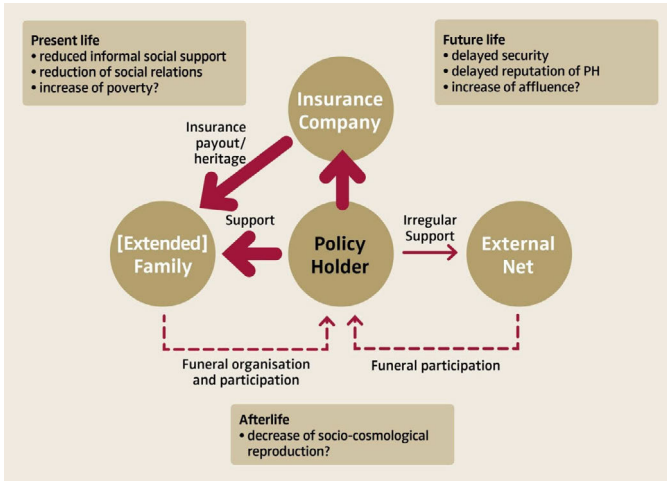 Present life
• reduced informal social support
• reduction of social relations
• increase of poverty?
Future life
• delayed security
• delayed reputation of PH
• increase of affluence?
Insurance
Company
Insurance
payout/
heritage
[Extended]
Family
Support
Policy
Holder
Irregular
Support
External
Net
Funeral organisation
and participation
Funeral participation
Afterlife
• decrease of socio-cosmological
reproduction?